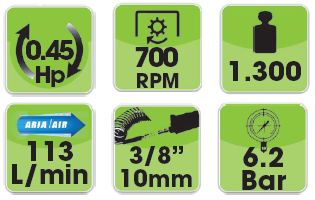 0.45
Hp
700
RPM
1.300
ARIA/AIR
113
L/min
3/8”
10mm
6.2
Bar